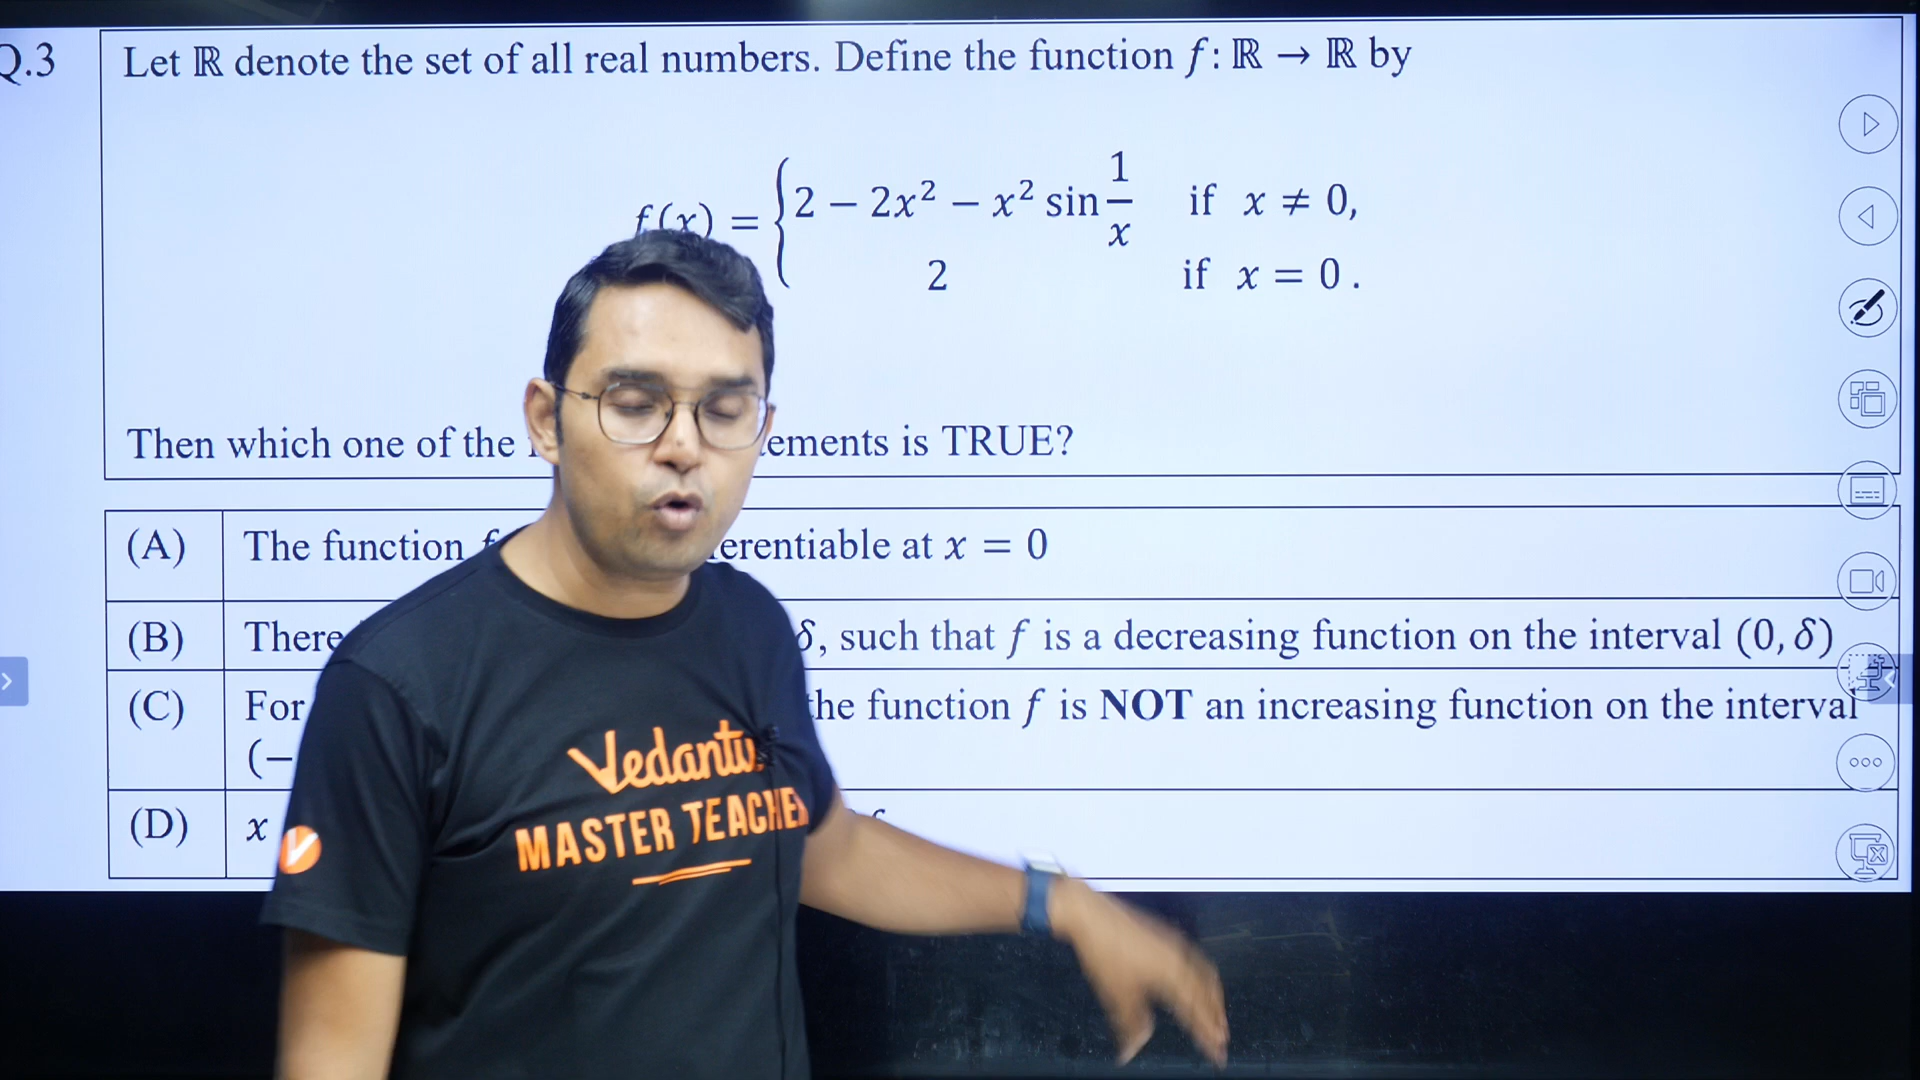 Q.3
Let ℝ denote the set of all real numbers. Define the function f: ℝ → ℝ by
f(x) = { 2 − 2x² − x² sin 1/x if x ≠ 0,
2 if x = 0 .
Then which one of the ements is TRUE?
(A) The function f erentiable at x = 0
(B) There δ, such that f is a decreasing function on the interval (0, δ)
(C) For the function f is NOT an increasing function on the interval
(−
(D) x
Vedantu
MASTER TEACHER